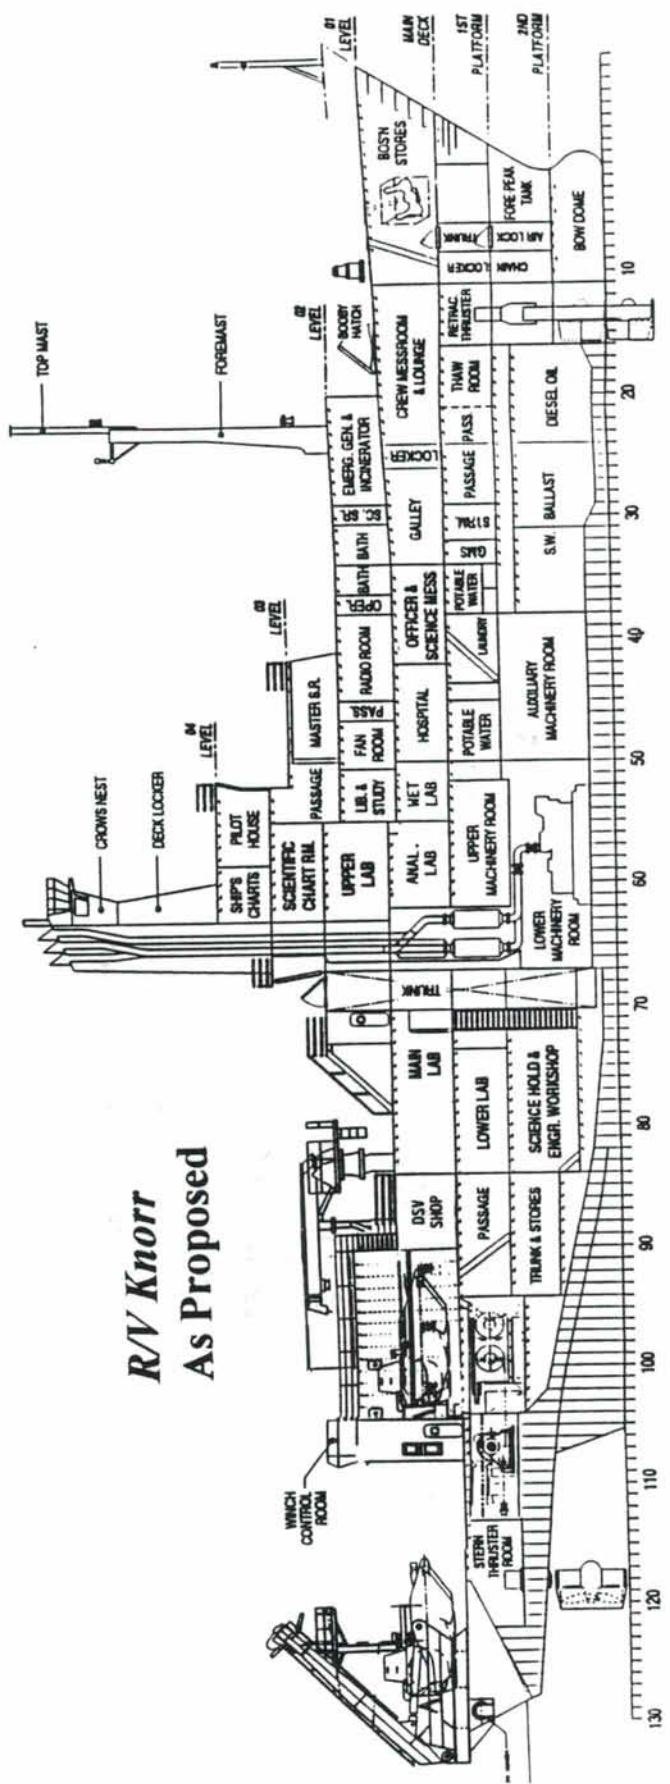 R/V Knorr
As Proposed
TOP MAST
FOREMAST
CROW'S NEST
DECK LOCKER
WINCH
CONTROL
ROOM
04
LEVEL
03
LEVEL
02
LEVEL
01
LEVEL
MAIN
DECK
1ST
PLATFORM
2ND
PLATFORM
PILOT
HOUSE
SHIP'S
CHARTS
SCIENTIFIC
CHART RM.
PASSAGE
MASTER S.R.
UPPER
LAB
LIB. &
STUDY
FAN
ROOM
PASS.
RADIO ROOM
OPER.
BATH
BATH
EMERG. GEN. &
INCINERATOR
BOOBY
HATCH
BOS'N
STORES
DSV
SHOP
MAIN
LAB
TRUNK
ANAL.
LAB
WET
LAB
HOSPITAL
OFFICER &
SCIENCE MESS
GALLEY
LOCKER
CREW MESSROOM
& LOUNGE
PASSAGE
LOWER LAB
UPPER
MACHINERY ROOM
POTABLE
WATER
LAUNDRY
POTABLE
WATER
PASSAGE
PASS.
THAW
ROOM
RETRAC.
THRUSTER
CHAIN LOCKER
TRUNK
AIR LOCK
FORE PEAK
TANK
BOW DOME
STERN
THRUSTER
ROOM
TRUNK & STORES
SCIENCE HOLD &
ENGR. WORKSHOP
LOWER
MACHINERY
ROOM
AUXILIARY
MACHINERY ROOM
S.W. BALLAST
DIESEL OIL
130
120
110
100
90
80
70
60
50
40
30
20
10